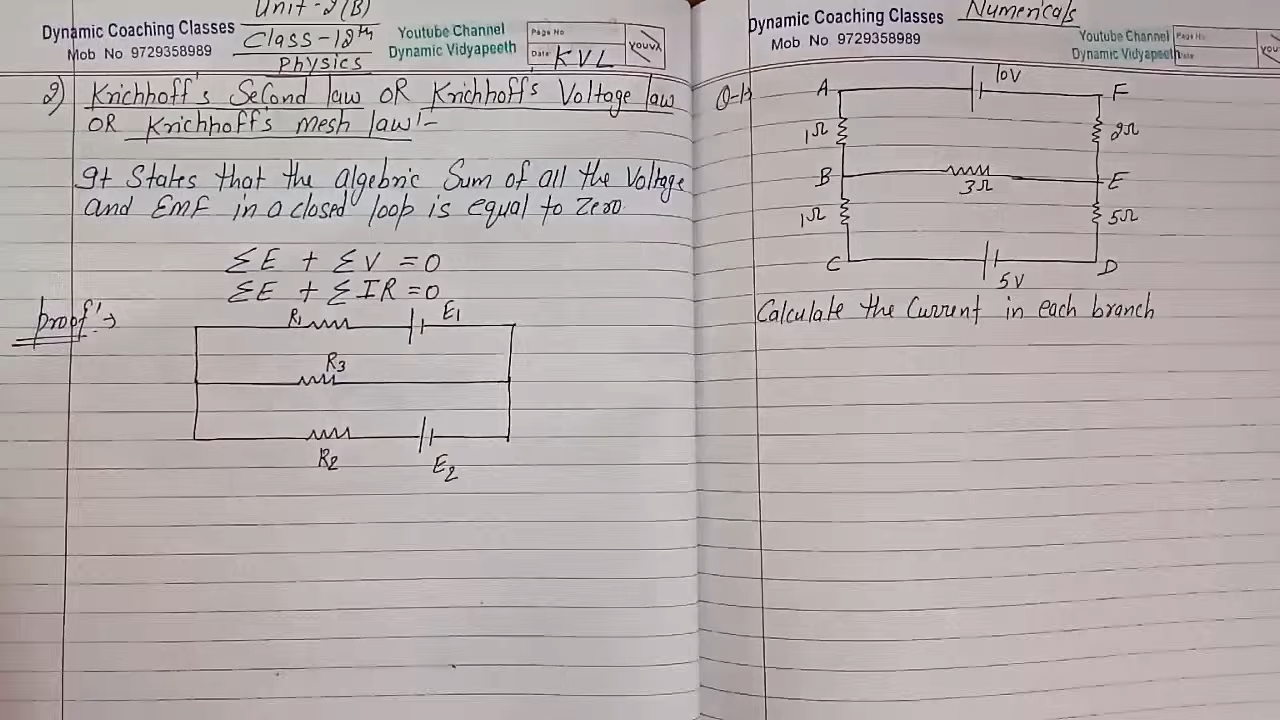 Dynamic Coaching Classes
Mob No 9729358989
Unit-2(B)
Class-12th
Physics
Youtube Channel
Dynamic Vidyapeeth
Page No
Date
KVL
youva
2) Krichhoff's Second law OR Krichhoff's Voltage law
OR Krichhoff's mesh law:-
It States that the algebric Sum of all the Voltage
and EMF in a closed loop is equal to Zero.
ΣE + ΣV = 0
ΣE + ΣIR = 0
Proof:→
R1
E1
R3
R2
E2
Dynamic Coaching Classes
Mob No 9729358989
Numericals
Youtube Channel
Dynamic Vidyapeeth
Page No
Date
Q-1)
A
10V
F
1Ω
2Ω
B
3Ω
E
1Ω
5Ω
C
5V
D
Calculate the Current in each branch